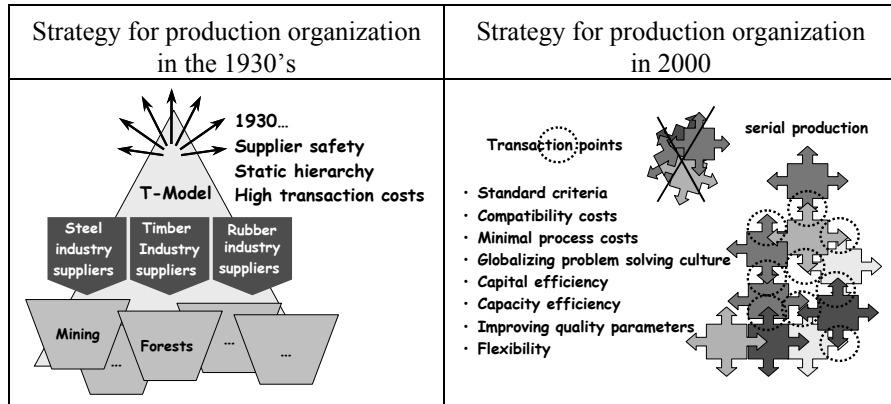 Strategy for production organization
in the 1930's
Strategy for production organization
in 2000
1930...
Supplier safety
Static hierarchy
High transaction costs
T-Model
Steel
industry
suppliers
Timber
Industry
suppliers
Rubber
industry
suppliers
Mining
...
Forests
...
...
Transaction points
serial production
• Standard criteria
• Compatibility costs
• Minimal process costs
• Globalizing problem solving culture
• Capital efficiency
• Capacity efficiency
• Improving quality parameters
• Flexibility